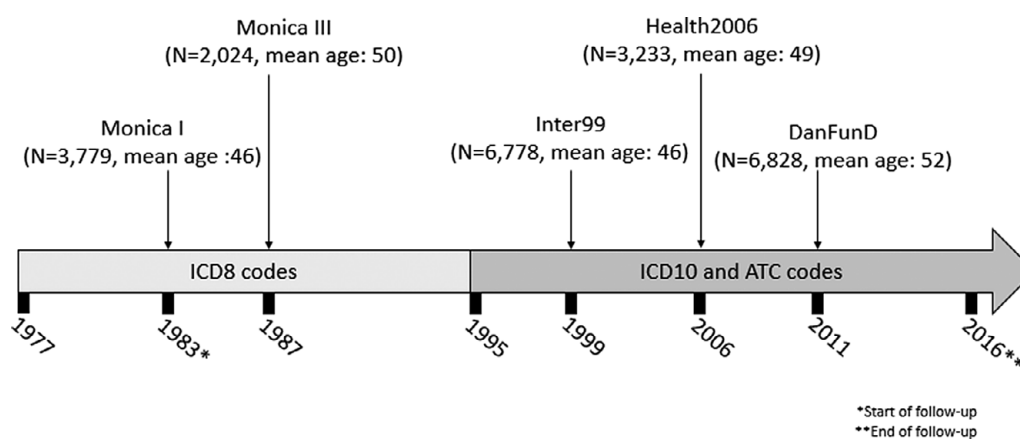 Monica III
(N=2,024, mean age: 50)
Health2006
(N=3,233, mean age: 49)
Monica I
(N=3,779, mean age :46)
Inter99
(N=6,778, mean age: 46)
DanFunD
(N=6,828, mean age: 52)
ICD8 codes
ICD10 and ATC codes
1977
1983*
1987
1995
1999
2006
2011
2016**
*Start of follow-up
**End of follow-up